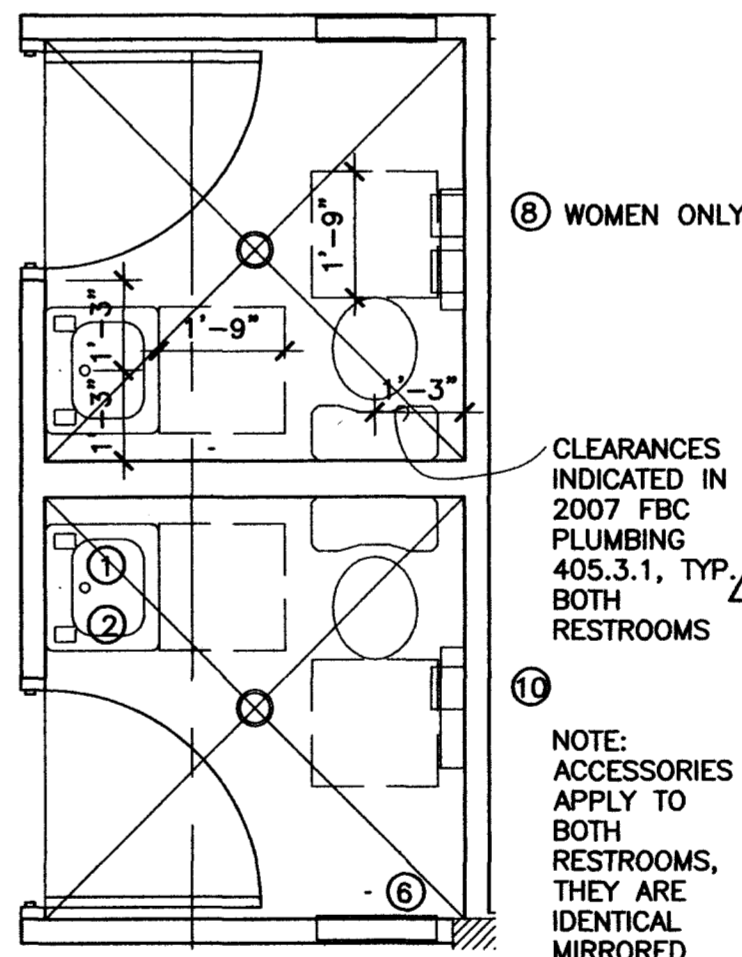 ⑧ WOMEN ONLY
1'-9"
1'-3"
1'-9"
1'-3"
1'-3"
CLEARANCES
INDICATED IN
2007 FBC
PLUMBING
405.3.1, TYP.
BOTH
RESTROOMS
①
②
⑩
NOTE:
ACCESSORIES
APPLY TO
BOTH
RESTROOMS,
THEY ARE
IDENTICAL
MIRRORED
⑥